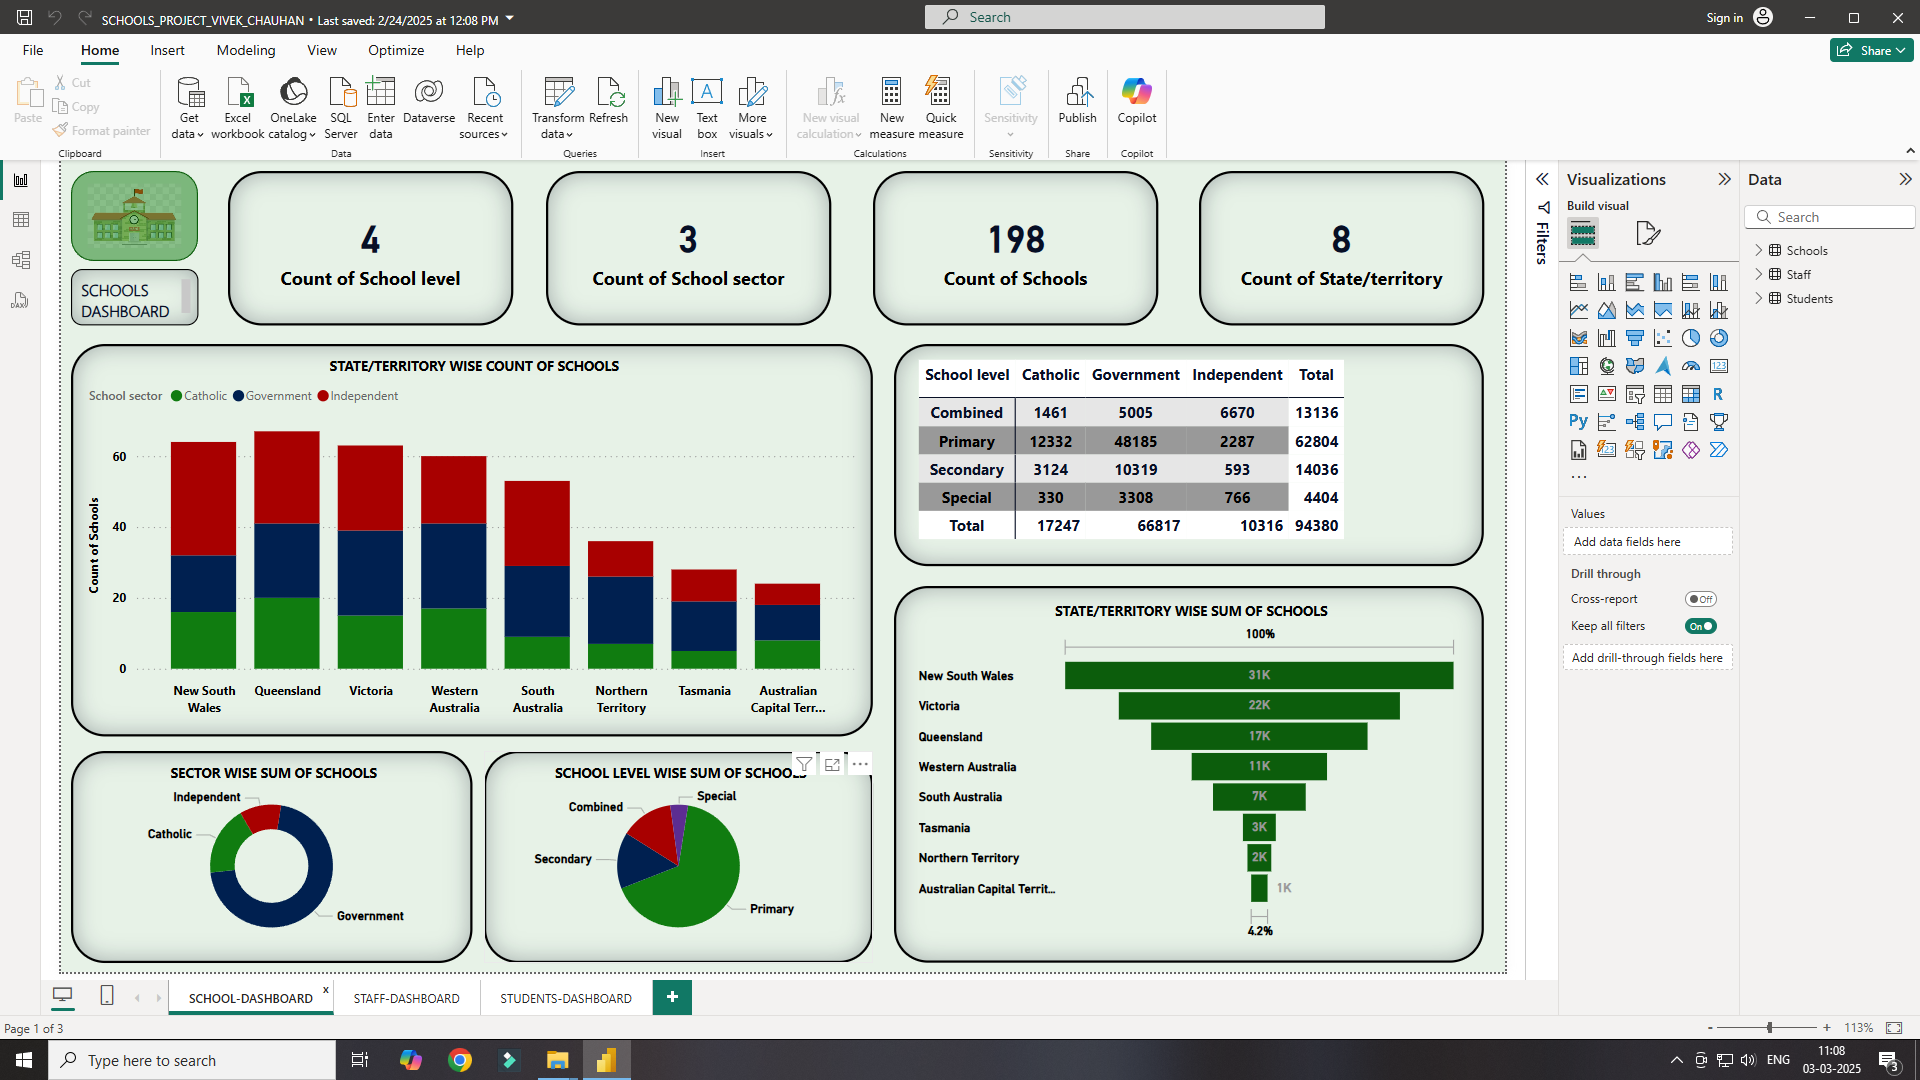 SCHOOLS_PROJECT_VIVEK_CHAUHAN • Last saved: 2/24/2025 at 12:08 PM
Search
Sign in
File Home Insert Modeling View Optimize Help
Share
Paste
Cut
Copy
Format painter
Clipboard
Get data
Excel workbook
OneLake catalog
SQL Server
Enter data
Dataverse
Recent sources
Data
Transform data
Refresh
Queries
New visual
Text box
More visuals
Insert
New visual calculation
New measure
Quick measure
Calculations
Sensitivity
Sensitivity
Publish
Share
Copilot
Copilot
SCHOOLS
DASHBOARD
4
Count of School level
3
Count of School sector
198
Count of Schools
8
Count of State/territory
STATE/TERRITORY WISE COUNT OF SCHOOLS
School sector Catholic Government Independent
Count of Schools
60
40
20
0
New South Wales
Queensland
Victoria
Western Australia
South Australia
Northern Territory
Tasmania
Australian Capital Terr...
School level Catholic Government Independent Total
Combined 1461 5005 6670 13136
Primary 12332 48185 2287 62804
Secondary 3124 10319 593 14036
Special 330 3308 766 4404
Total 17247 66817 10316 94380
STATE/TERRITORY WISE SUM OF SCHOOLS
100%
New South Wales 31K
Victoria 22K
Queensland 17K
Western Australia 11K
South Australia 7K
Tasmania 3K
Northern Territory 2K
Australian Capital Territ... 1K
4.2%
SECTOR WISE SUM OF SCHOOLS
Independent
Catholic
Government
SCHOOL LEVEL WISE SUM OF SCHOOLS
Special
Combined
Secondary
Primary
Filters
Visualizations
Build visual
123
R
Py
123
...
Values
Add data fields here
Drill through
Cross-report Off
Keep all filters On
Add drill-through fields here
Data
Search
Schools
Staff
Students
DAX
SCHOOL-DASHBOARD x
STAFF-DASHBOARD
STUDENTS-DASHBOARD
+
Page 1 of 3
- + 113%
Type here to search
ENG
11:08
03-03-2025
3